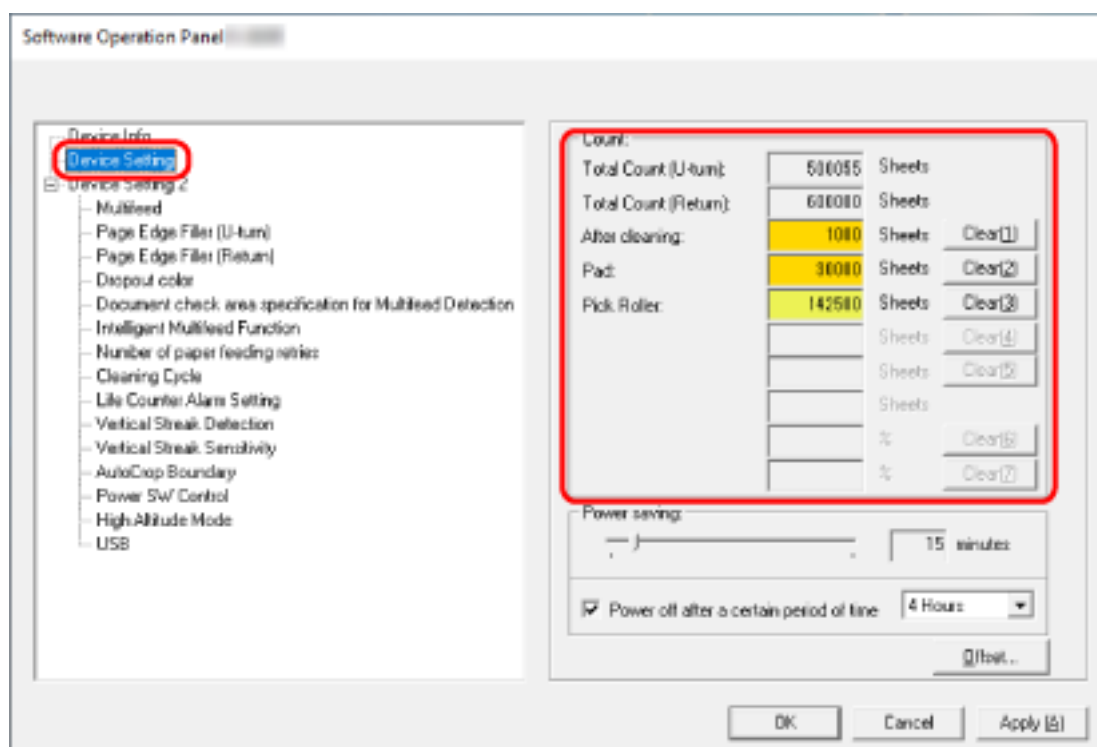 Software Operation Panel
Device Info
Device Setting
Device Setting 2
Multifeed
Page Edge Filler (U-turn)
Page Edge Filler (Return)
Dropout color
Document check area specification for Multifeed Detection
Intelligent Multifeed Function
Number of paper feeding retries
Cleaning Cycle
Life Counter Alarm Setting
Vertical Streak Detection
Vertical Streak Sensitivity
AutoCrop Boundary
Power SW Control
High Altitude Mode
USB
Count:
Total Count (U-turn): 500055 Sheets
Total Count (Return): 600000 Sheets
After cleaning: 1000 Sheets Clear(1)
Pad: 30000 Sheets Clear(2)
Pick Roller: 142500 Sheets Clear(3)
Sheets Clear(4)
Sheets Clear(5)
Sheets
% Clear(6)
% Clear(7)
Power saving:
15 minutes
Power off after a certain period of time 4 Hours
Offset...
OK Cancel Apply (A)